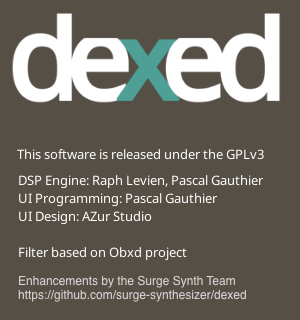 dexed
This software is released under the GPLv3
DSP Engine: Raph Levien, Pascal Gauthier
UI Programming: Pascal Gauthier
UI Design: AZur Studio
Filter based on Obxd project
Enhancements by the Surge Synth Team
https://github.com/surge-synthesizer/dexed